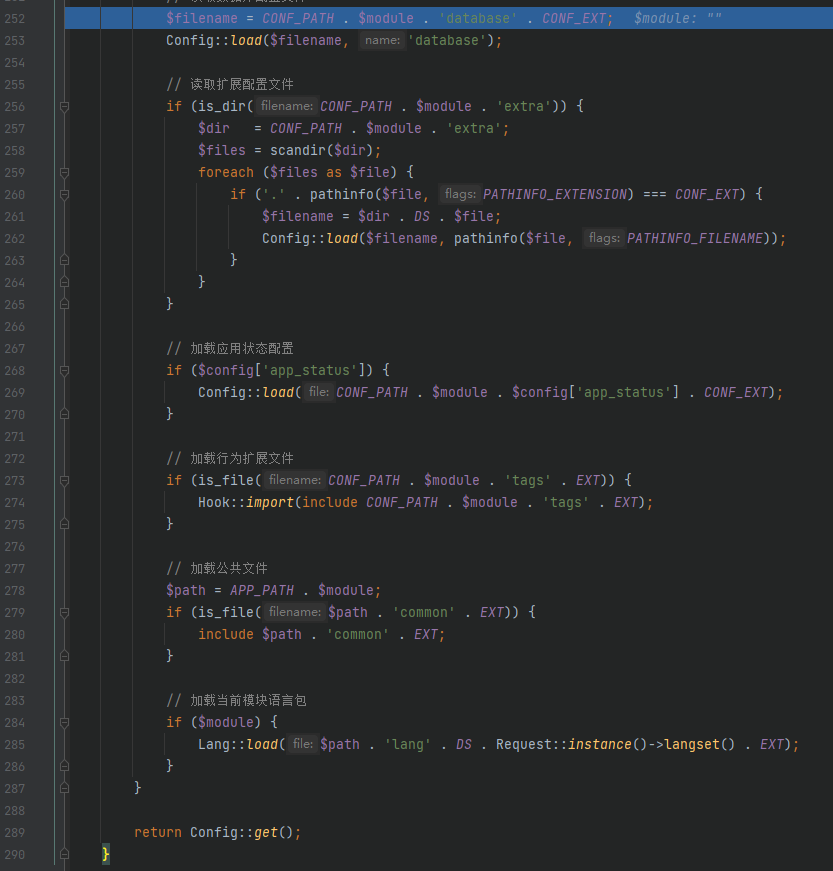 // 读取数据库配置文件
252 $filename = CONF_PATH . $module . 'database' . CONF_EXT; $module: ""
253 Config::load($filename, name: 'database');
254
255 // 读取扩展配置文件
256 if (is_dir( filename: CONF_PATH . $module . 'extra')) {
257 $dir   = CONF_PATH . $module . 'extra';
258 $files = scandir($dir);
259 foreach ($files as $file) {
260 if ('.' . pathinfo($file, flags: PATHINFO_EXTENSION) === CONF_EXT) {
261 $filename = $dir . DS . $file;
262 Config::load($filename, pathinfo($file, flags: PATHINFO_FILENAME));
263 }
264 }
265 }
266
267 // 加载应用状态配置
268 if ($config['app_status']) {
269 Config::load( file: CONF_PATH . $module . $config['app_status'] . CONF_EXT);
270 }
271
272 // 加载行为扩展文件
273 if (is_file( filename: CONF_PATH . $module . 'tags' . EXT)) {
274 Hook::import(include CONF_PATH . $module . 'tags' . EXT);
275 }
276
277 // 加载公共文件
278 $path = APP_PATH . $module;
279 if (is_file( filename: $path . 'common' . EXT)) {
280 include $path . 'common' . EXT;
281 }
282
283 // 加载当前模块语言包
284 if ($module) {
285 Lang::load( file: $path . 'lang' . DS . Request::instance()->langset() . EXT);
286 }
287 }
288
289 return Config::get();
290 }